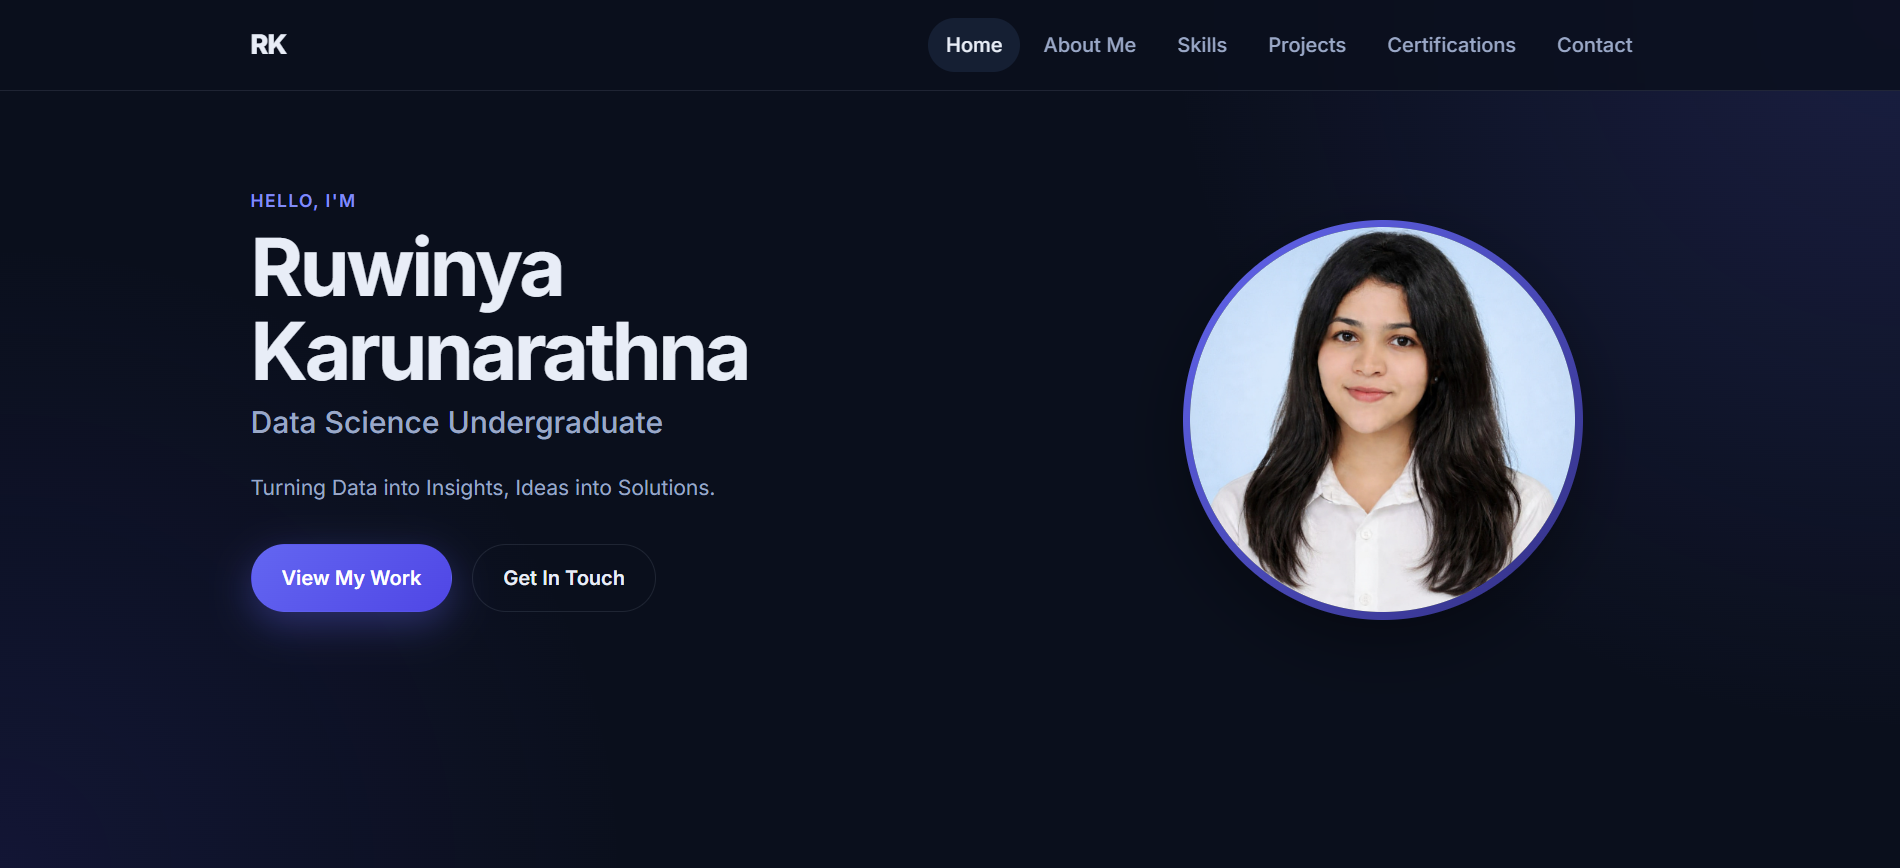 RK
Home About Me Skills Projects Certifications Contact
HELLO, I'M
Ruwinya
Karunarathna
Data Science Undergraduate
Turning Data into Insights, Ideas into Solutions.
View My Work Get In Touch